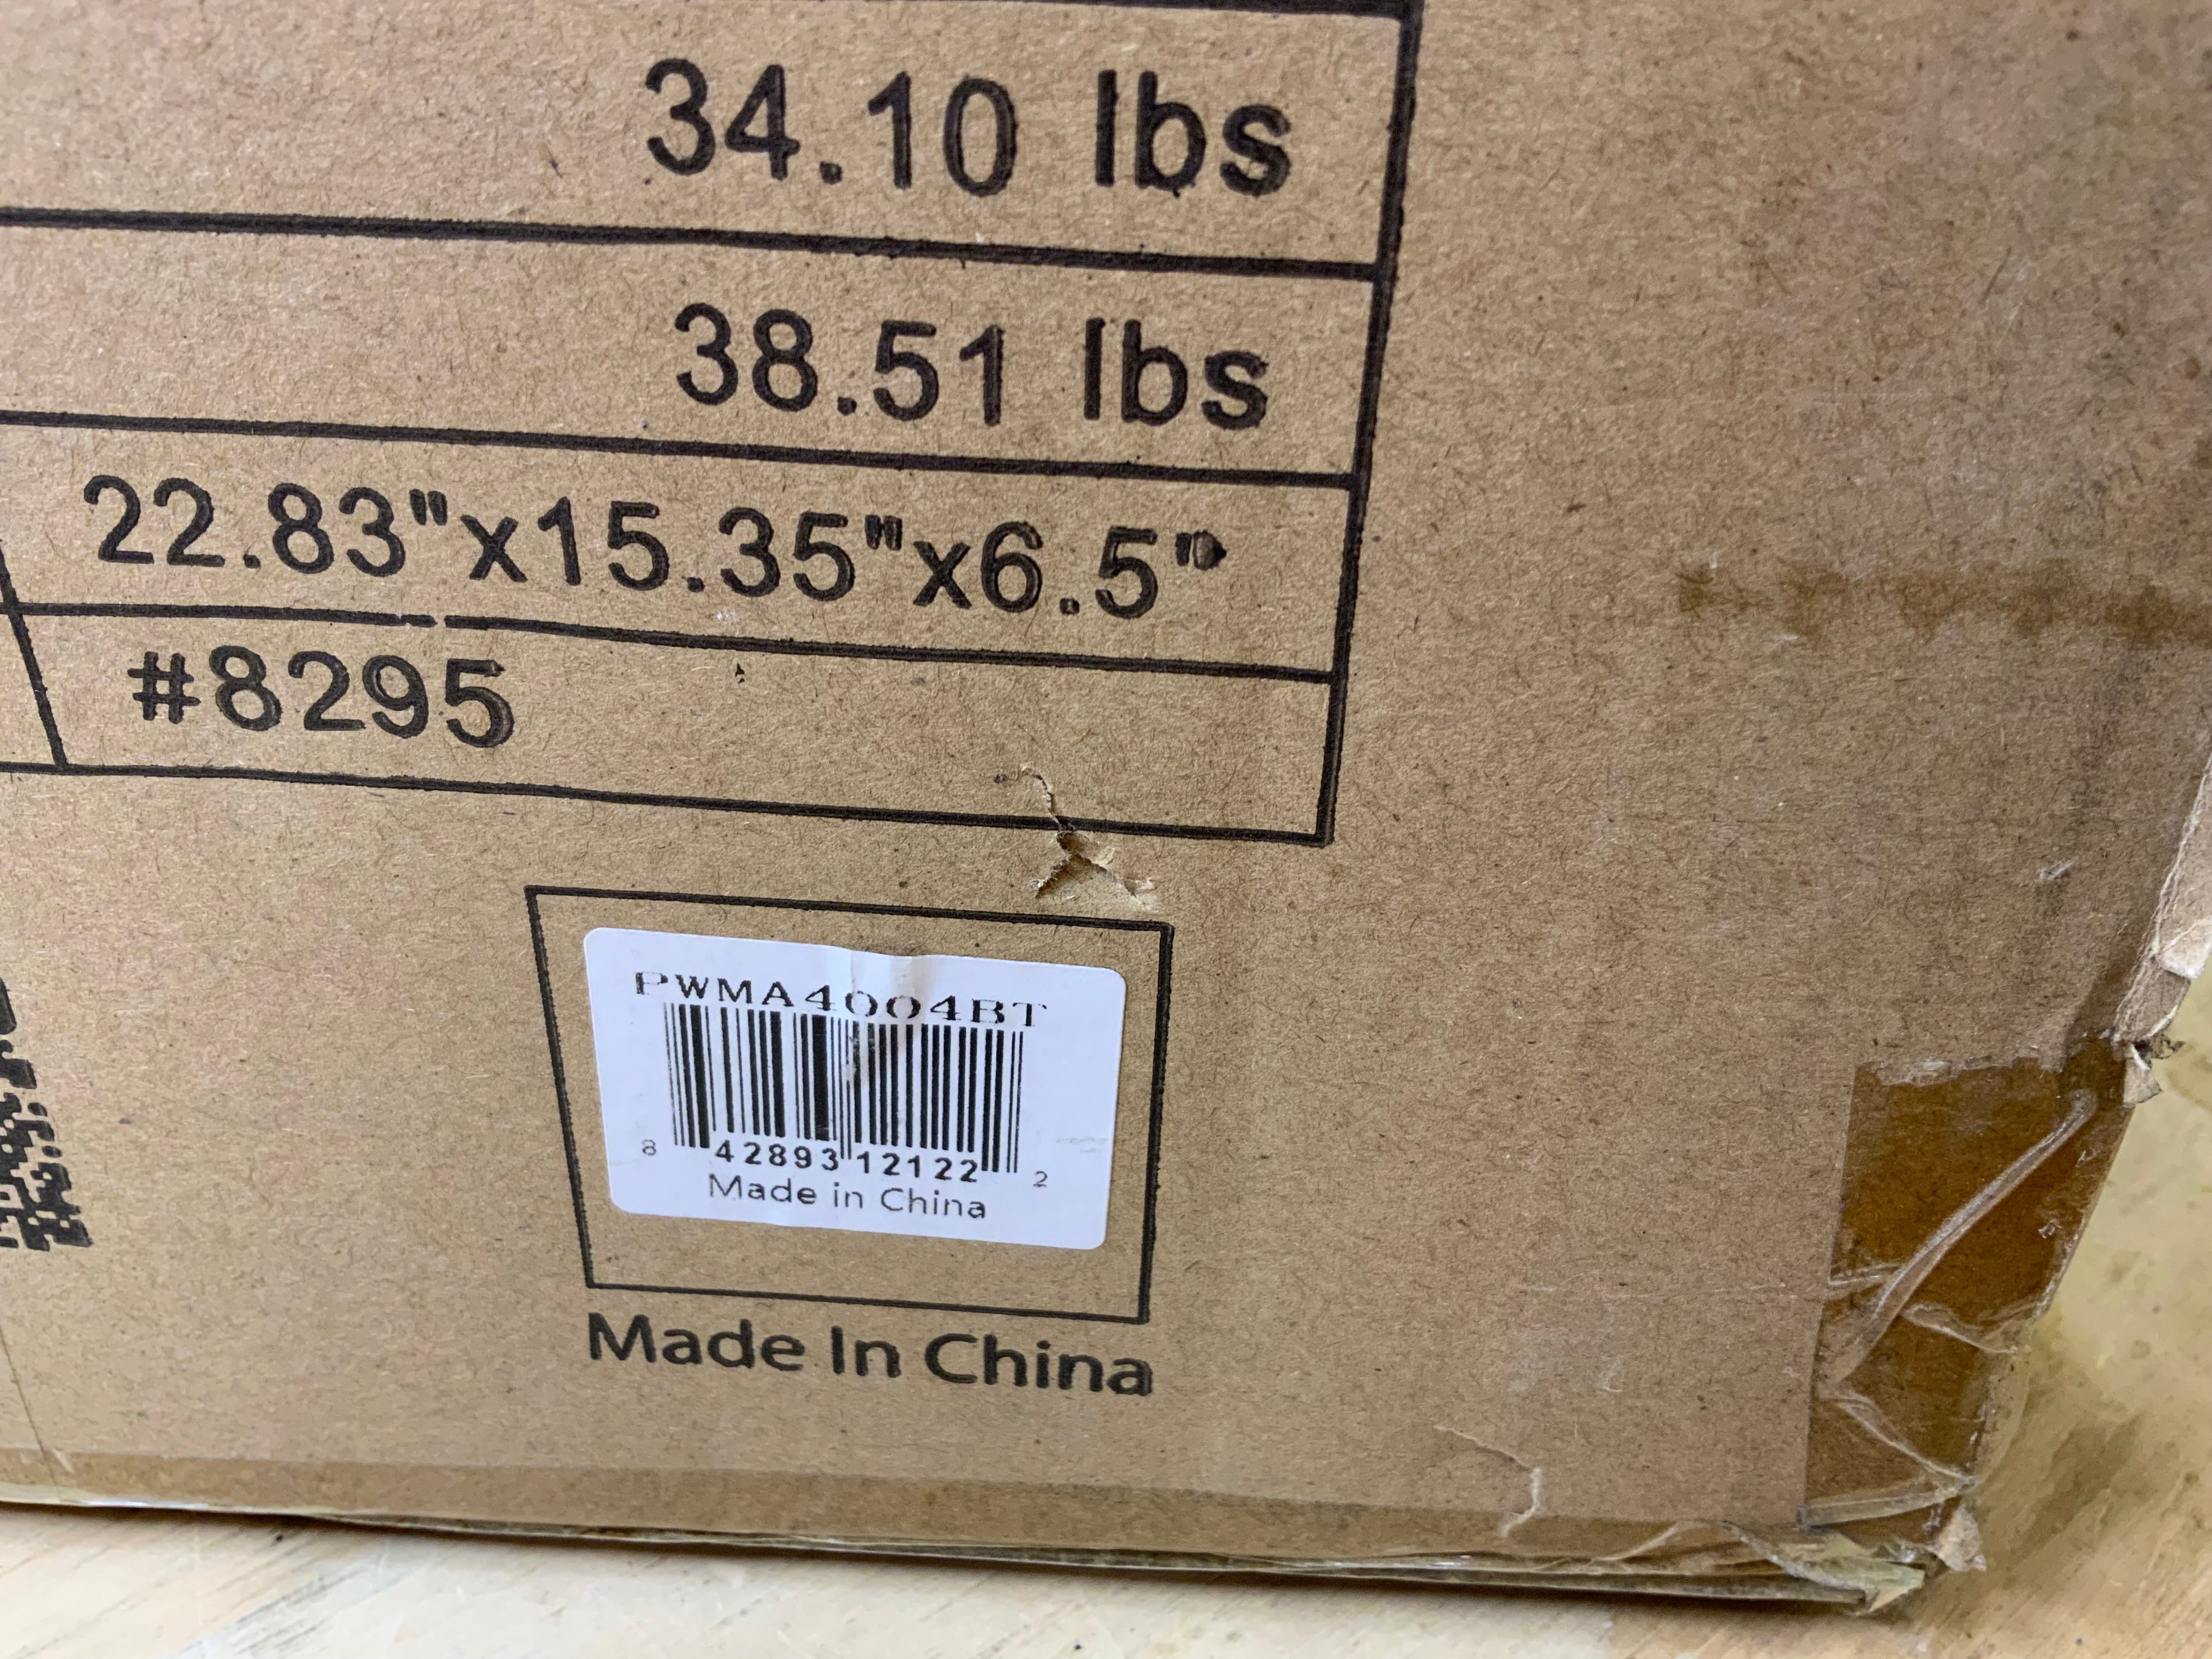 34.10 lbs
38.51 lbs
22.83"x15.35"x6.5"
#8295
PWMA4004BT
8 42893 12122 2
Made in China
Made In China